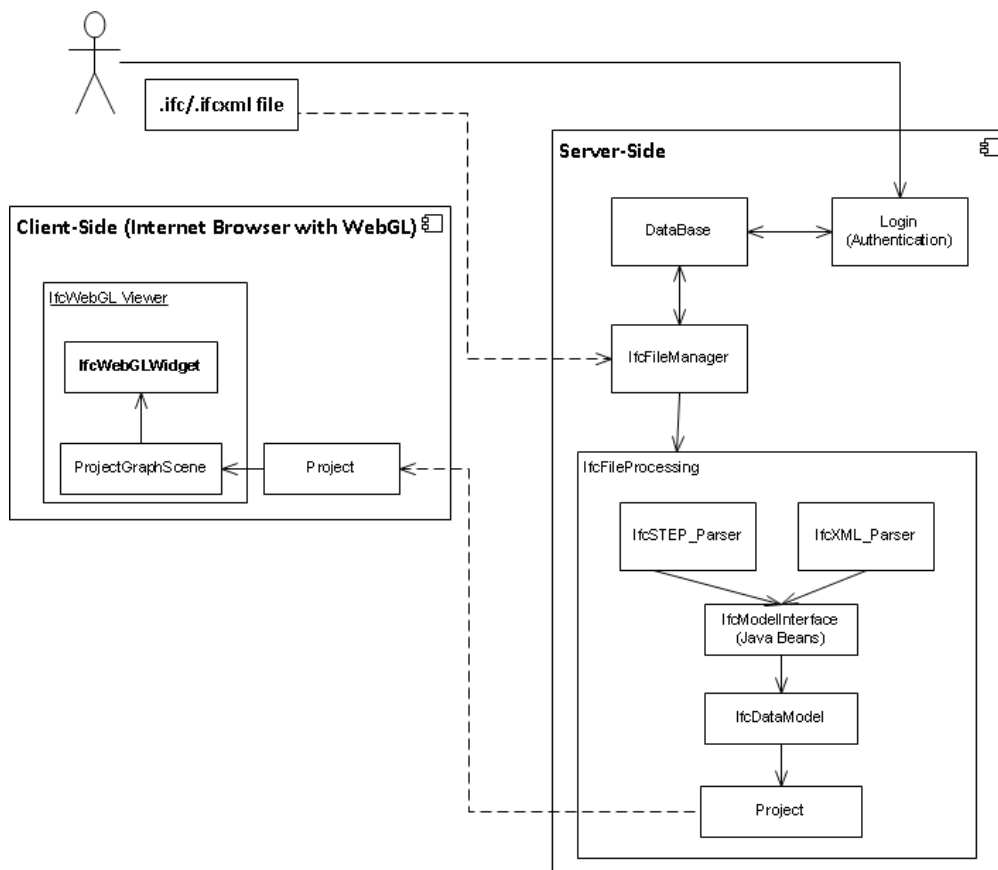 .ifc/.ifcxml file
Server-Side
Client-Side (Internet Browser with WebGL)
DataBase
Login
(Authentication)
IfcWebGL Viewer
IfcWebGLWidget
IfcFileManager
ProjectGraphScene
Project
IfcFileProcessing
IfcSTEP_Parser
IfcXML_Parser
IfcModelInterface
(Java Beans)
IfcDataModel
Project